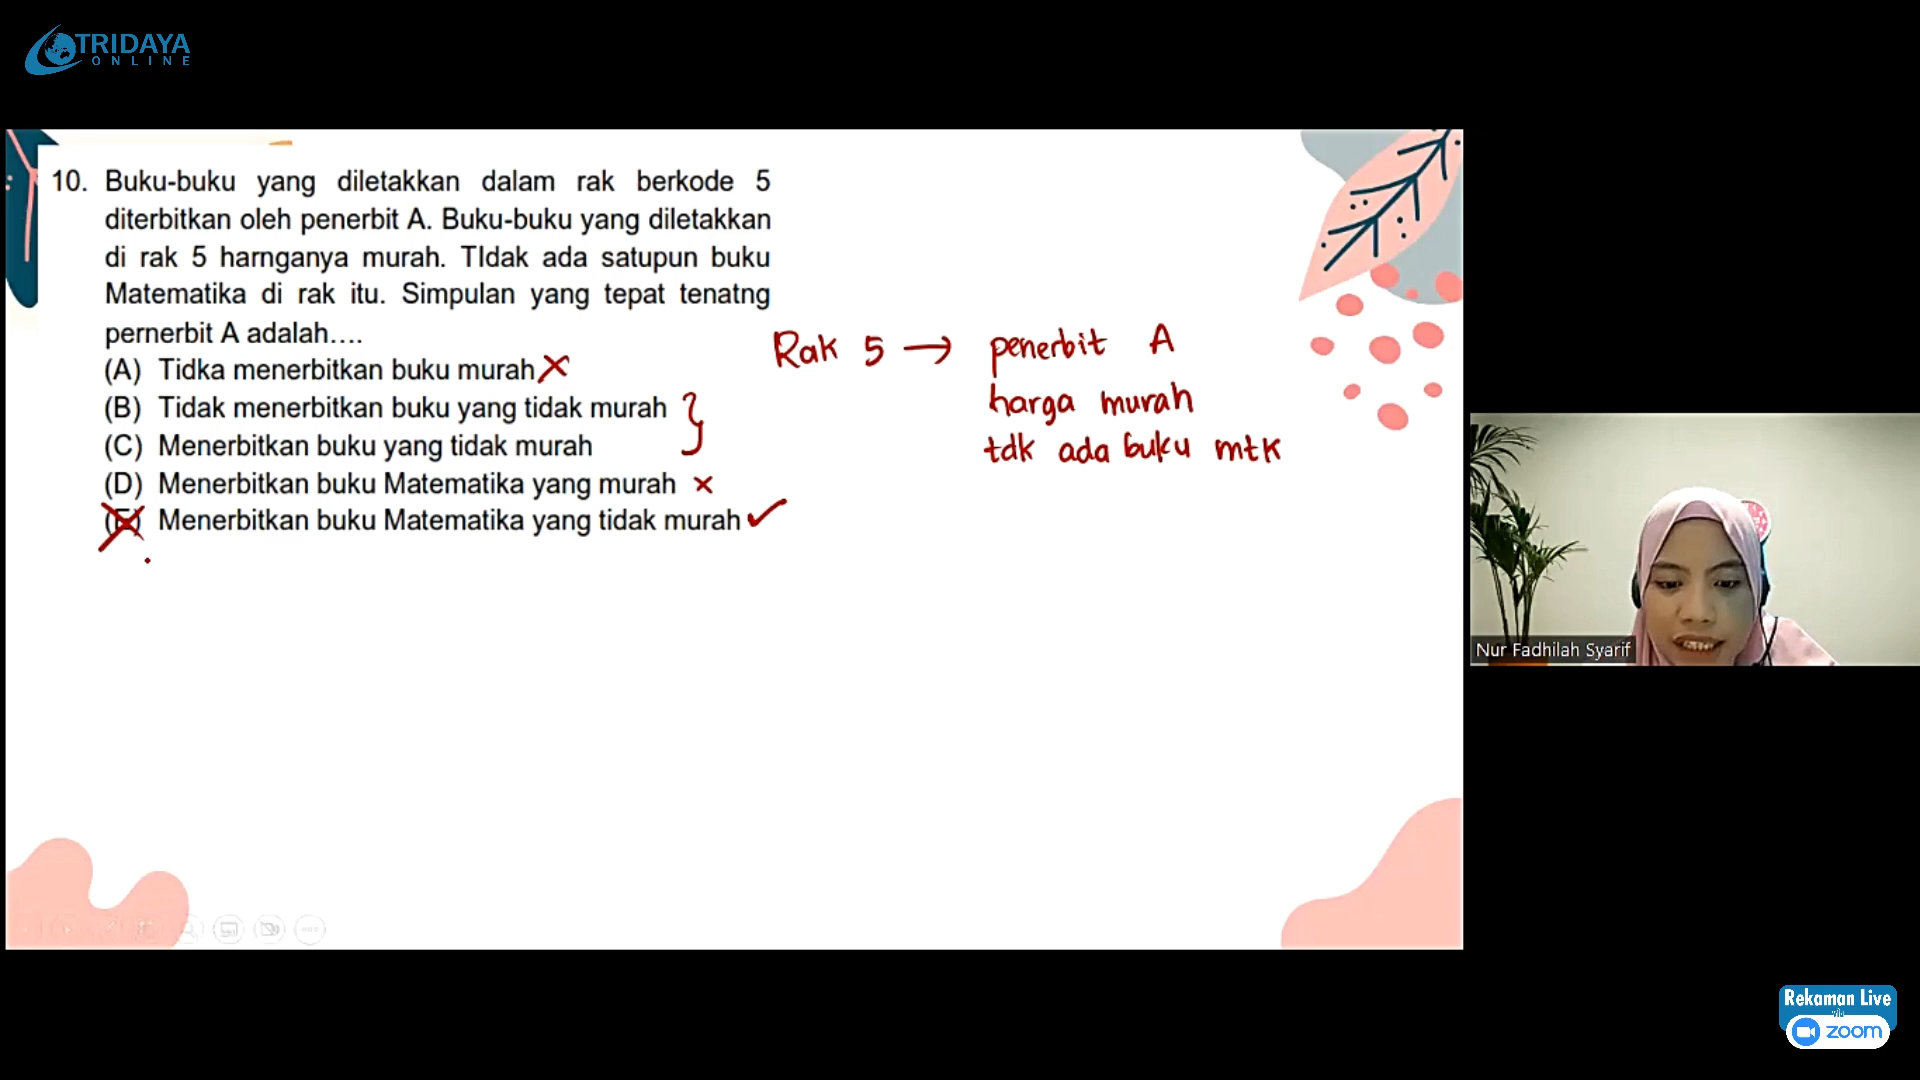 TRIDAYA
ONLINE
10. Buku-buku yang diletakkan dalam rak berkode 5
diterbitkan oleh penerbit A. Buku-buku yang diletakkan
di rak 5 harnganya murah. TIdak ada satupun buku
Matematika di rak itu. Simpulan yang tepat tenatng
pernerbit A adalah....
(A) Tidka menerbitkan buku murah
(B) Tidak menerbitkan buku yang tidak murah
(C) Menerbitkan buku yang tidak murah
(D) Menerbitkan buku Matematika yang murah
(E) Menerbitkan buku Matematika yang tidak murah
Rak 5 → penerbit A
harga murah
tdk ada buku mtk
Nur Fadhilah Syarif
Rekaman Live
via
zoom